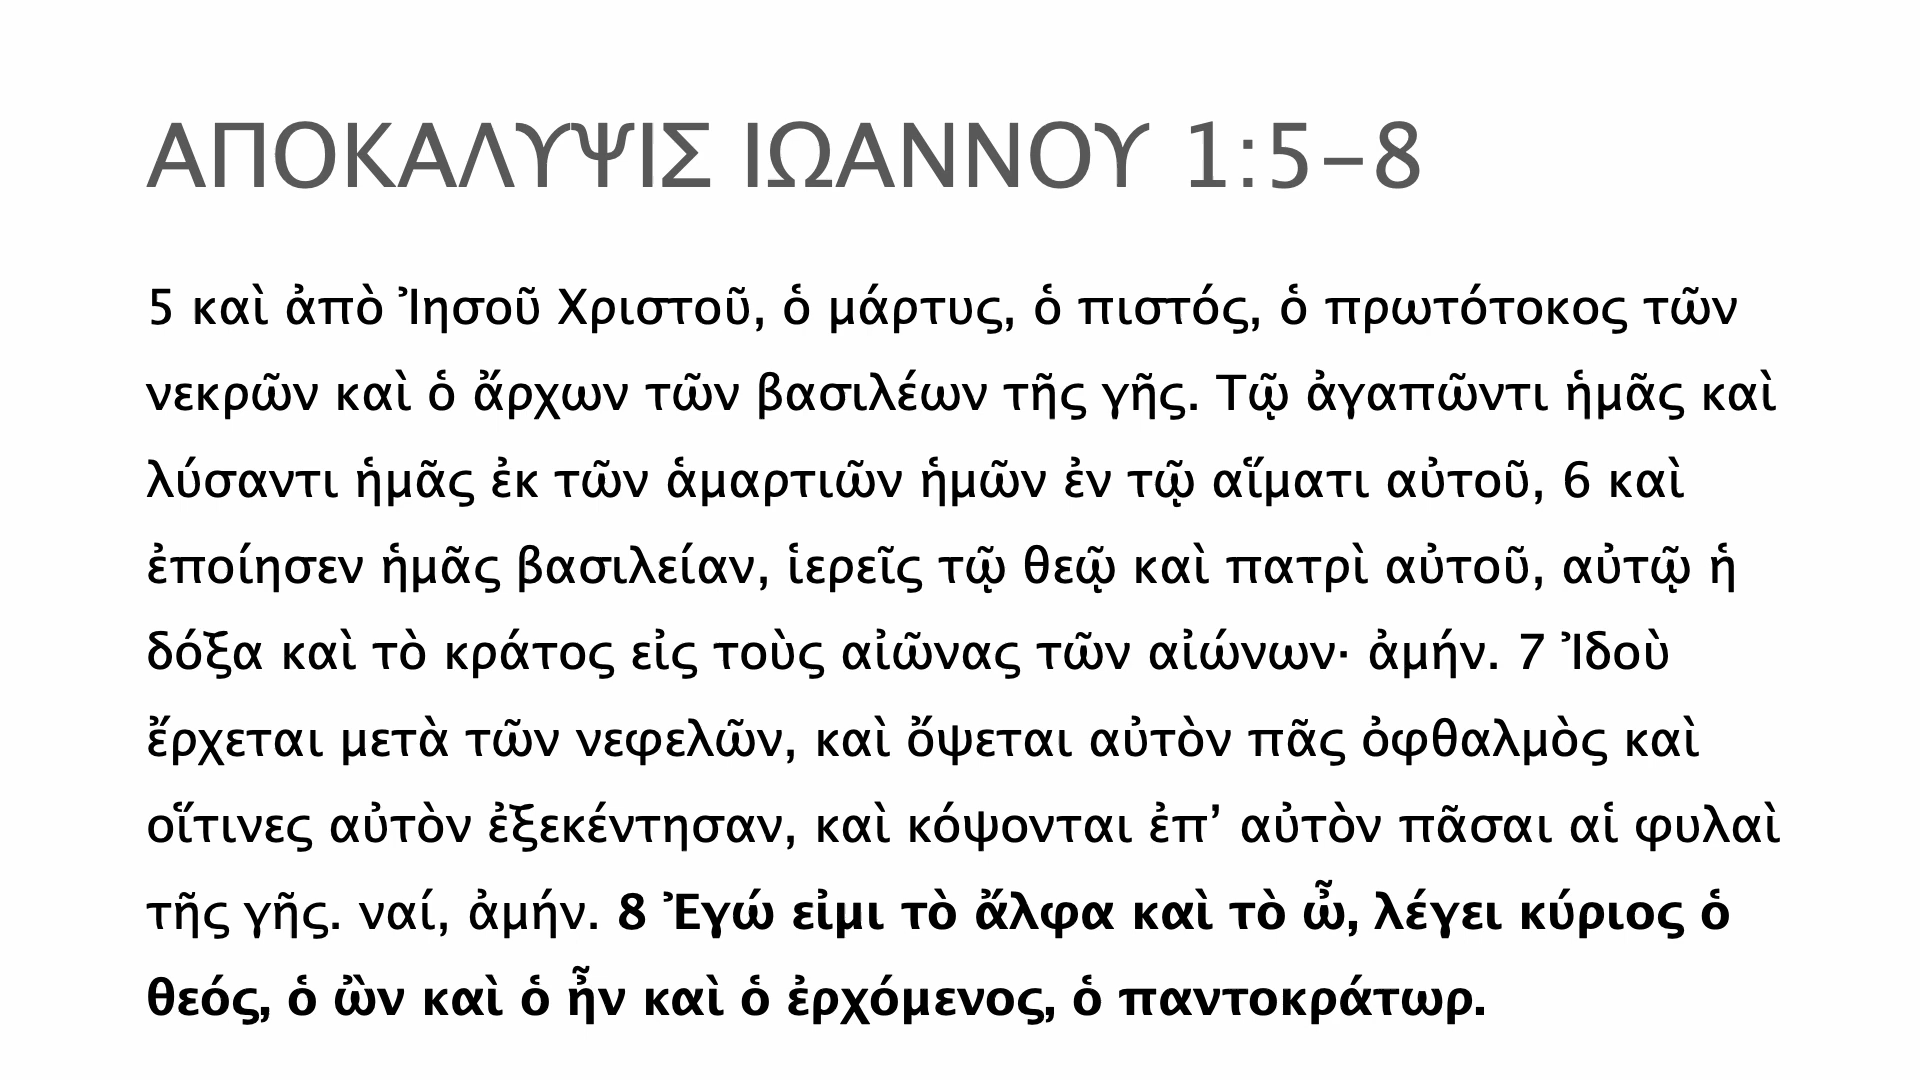 ΑΠΟΚΑΛΥΨΙΣ ΙΩΑΝΝΟΥ 1:5–8
5 καὶ ἀπὸ Ἰησοῦ Χριστοῦ, ὁ μάρτυς, ὁ πιστός, ὁ πρωτότοκος τῶν
νεκρῶν καὶ ὁ ἄρχων τῶν βασιλέων τῆς γῆς. Τῷ ἀγαπῶντι ἡμᾶς καὶ
λύσαντι ἡμᾶς ἐκ τῶν ἁμαρτιῶν ἡμῶν ἐν τῷ αἵματι αὐτοῦ, 6 καὶ
ἐποίησεν ἡμᾶς βασιλείαν, ἱερεῖς τῷ θεῷ καὶ πατρὶ αὐτοῦ, αὐτῷ ἡ
δόξα καὶ τὸ κράτος εἰς τοὺς αἰῶνας τῶν αἰώνων· ἀμήν. 7 Ἰδοὺ
ἔρχεται μετὰ τῶν νεφελῶν, καὶ ὄψεται αὐτὸν πᾶς ὀφθαλμὸς καὶ
οἵτινες αὐτὸν ἐξεκέντησαν, καὶ κόψονται ἐπ’ αὐτὸν πᾶσαι αἱ φυλαὶ
τῆς γῆς. ναί, ἀμήν. 8 Ἐγώ εἰμι τὸ ἄλφα καὶ τὸ ὦ, λέγει κύριος ὁ
θεός, ὁ ὢν καὶ ὁ ἦν καὶ ὁ ἐρχόμενος, ὁ παντοκράτωρ.